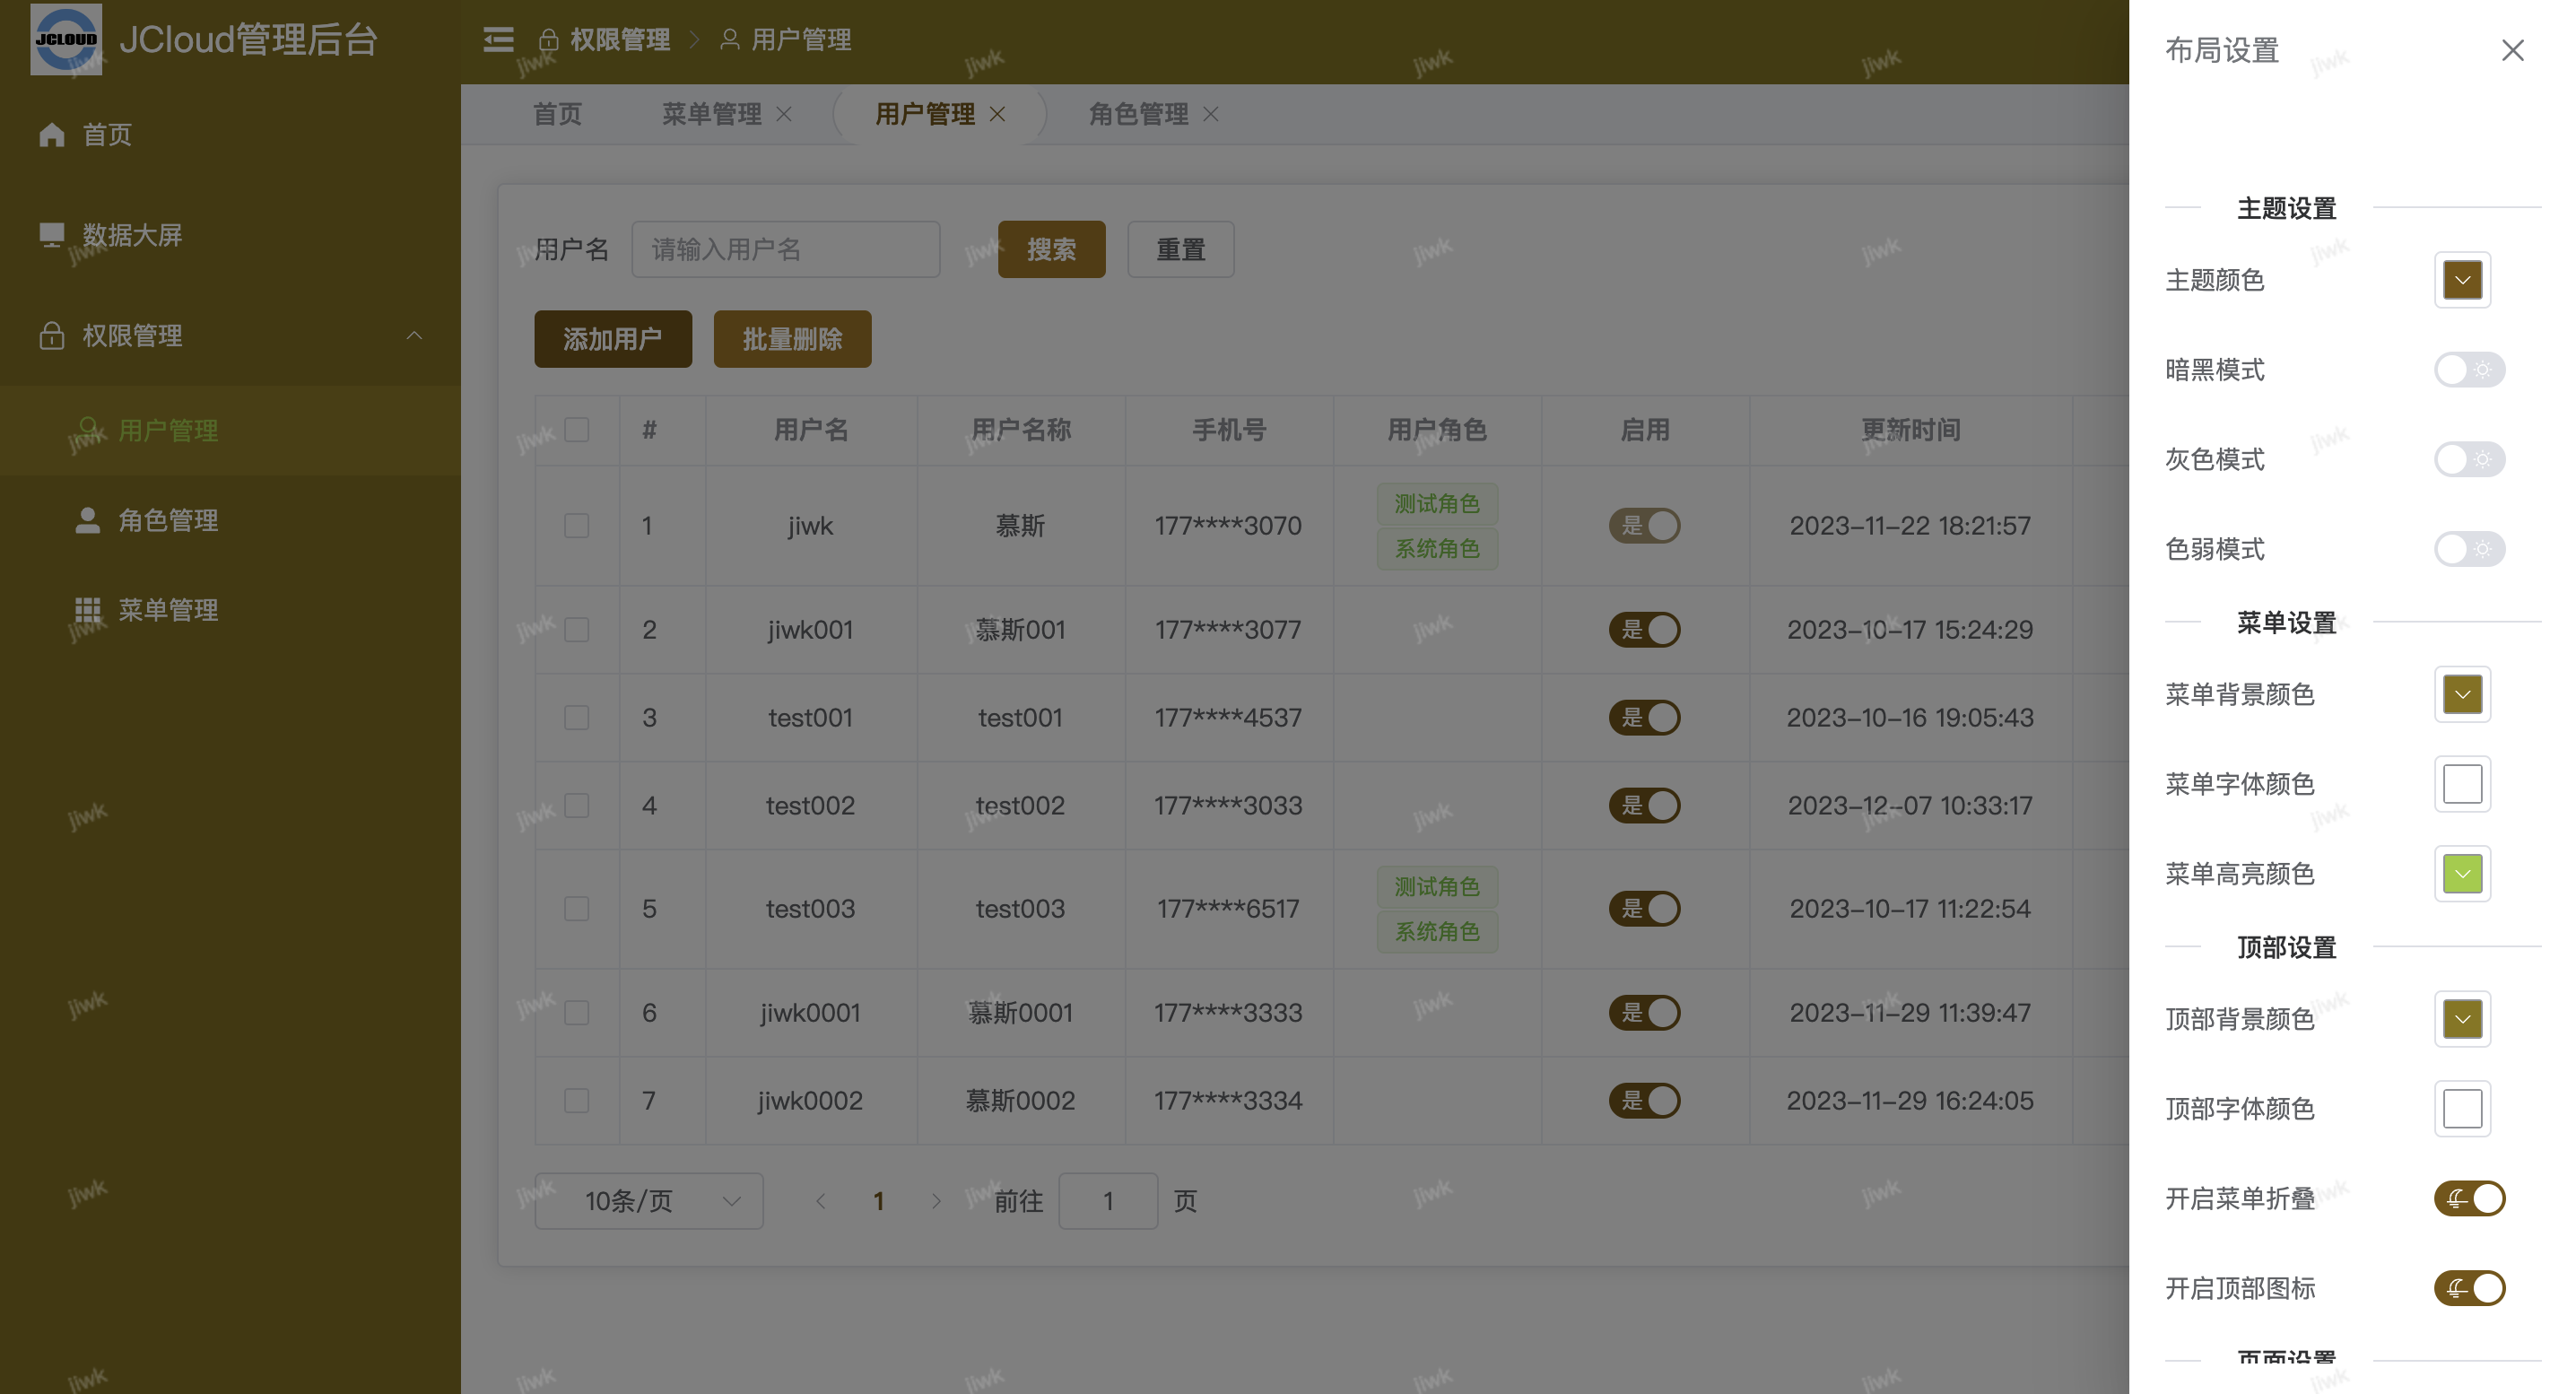 JCLOUD JCloud管理后台
首页
数据大屏
权限管理
用户管理
角色管理
菜单管理
权限管理 用户管理
首页 菜单管理 用户管理 角色管理
用户名 请输入用户名 搜索 重置
添加用户 批量删除
# 用户名 用户名称 手机号 用户角色 启用 更新时间
1 jiwk 慕斯 177****3070 测试角色 系统角色 是 2023-11-22 18:21:57
2 jiwk001 慕斯001 177****3077 是 2023-10-17 15:24:29
3 test001 test001 177****4537 是 2023-10-16 19:05:43
4 test002 test002 177****3033 是 2023-12-07 10:33:17
5 test003 test003 177****6517 测试角色 系统角色 是 2023-10-17 11:22:54
6 jiwk0001 慕斯0001 177****3333 是 2023-11-29 11:39:47
7 jiwk0002 慕斯0002 177****3334 是 2023-11-29 16:24:05
10条/页 1 前往 1 页
布局设置
主题设置
主题颜色
暗黑模式
灰色模式
色弱模式
菜单设置
菜单背景颜色
菜单字体颜色
菜单高亮颜色
顶部设置
顶部背景颜色
顶部字体颜色
开启菜单折叠
开启顶部图标
页面设置
jiwk